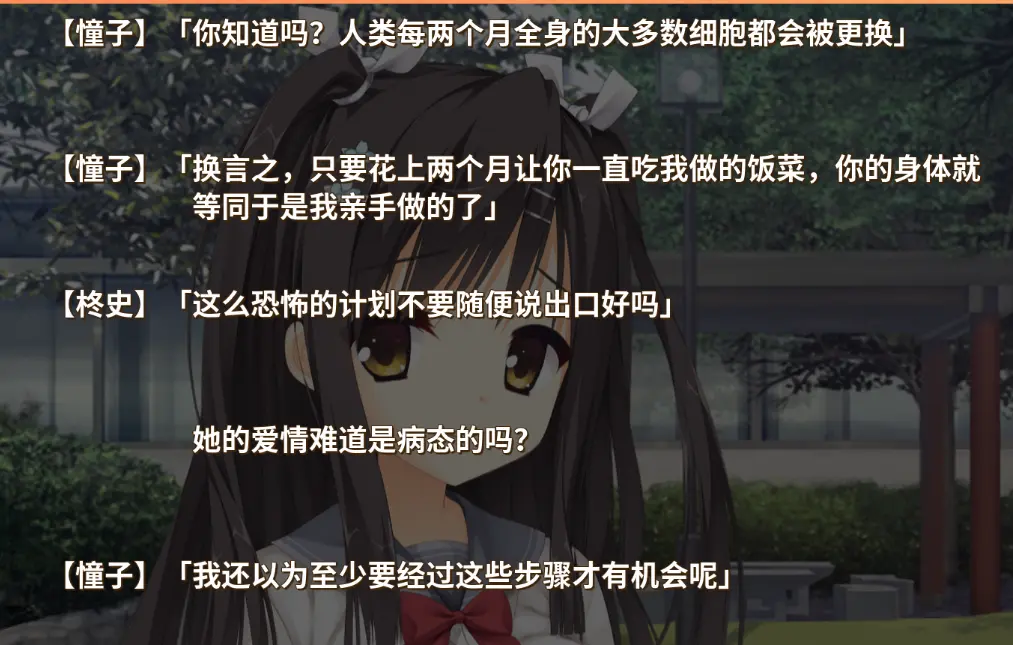 【憧子】「你知道吗？人类每两个月全身的大多数细胞都会被更换」
【憧子】「换言之，只要花上两个月让你一直吃我做的饭菜，你的身体就
等同于是我亲手做的了」
【柊史】「这么恐怖的计划不要随便说出口好吗」
她的爱情难道是病态的吗？
【憧子】「我还以为至少要经过这些步骤才有机会呢」